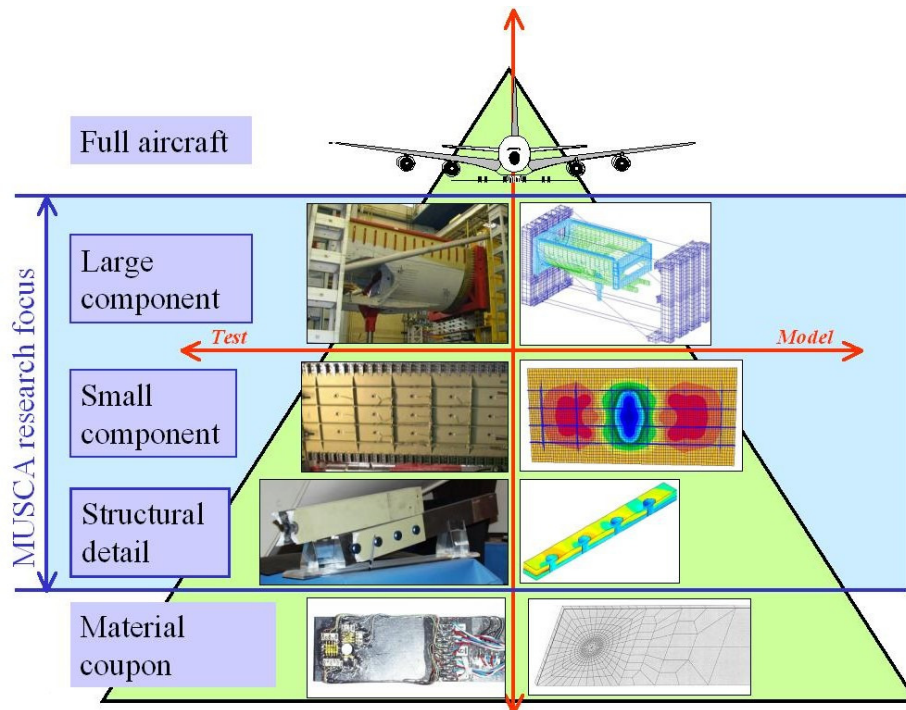 Full aircraft
Large
component
Test
Model
Small
component
Structural
detail
Material
coupon
MUSCA research focus